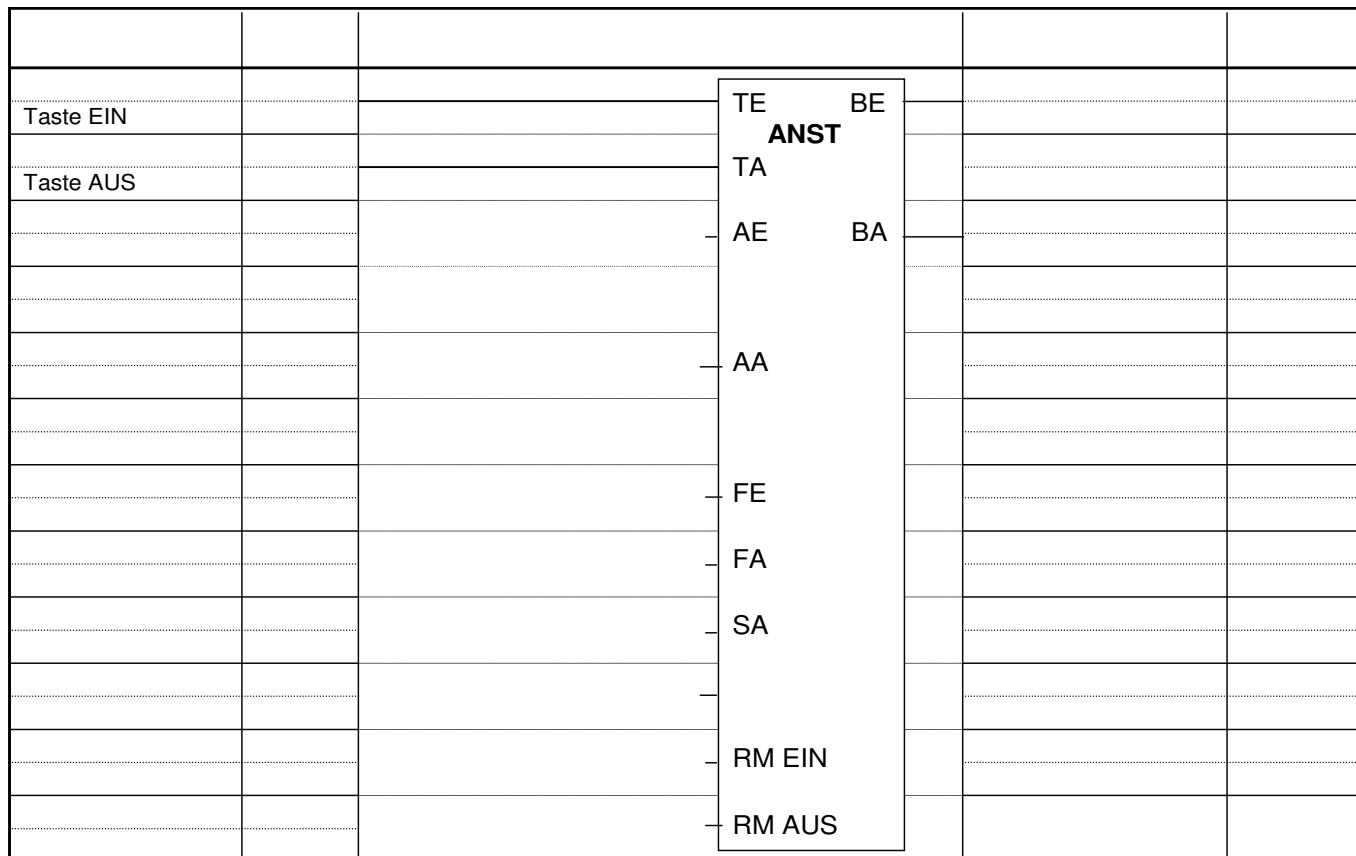 TE BE
Taste EIN
ANST
TA
Taste AUS
AE BA
AA
FE
FA
SA
RM EIN
RM AUS